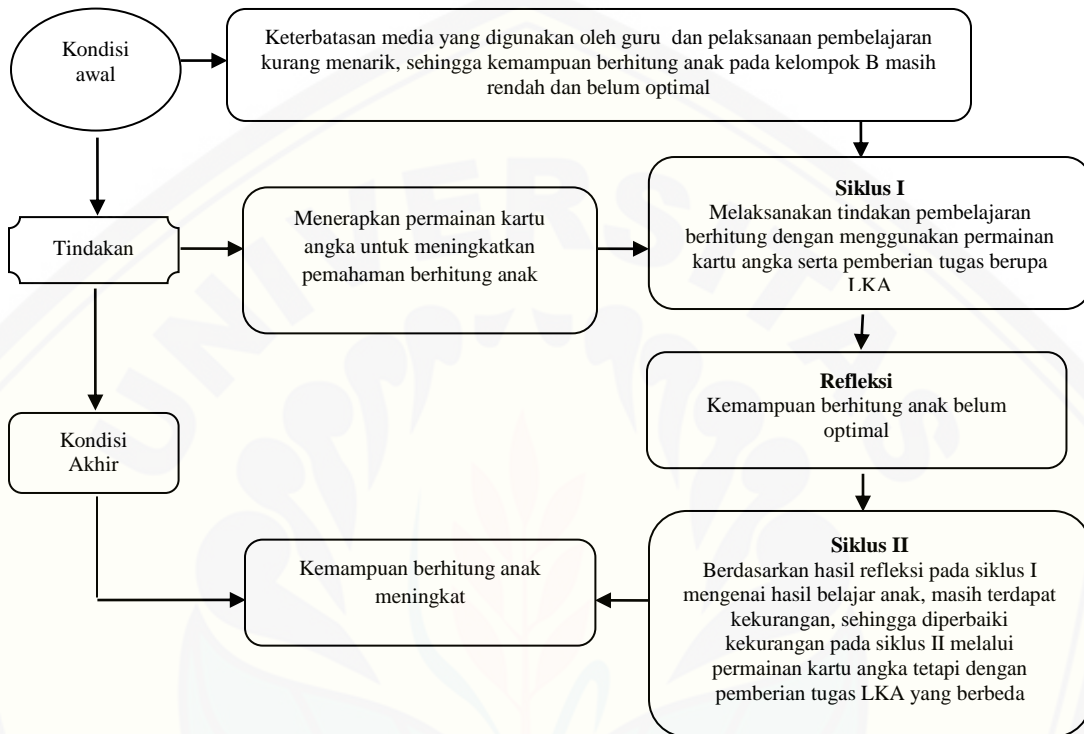 Kondisi
awal
Keterbatasan media yang digunakan oleh guru dan pelaksanaan pembelajaran
kurang menarik, sehingga kemampuan berhitung anak pada kelompok B masih
rendah dan belum optimal
Tindakan
Menerapkan permainan kartu
angka untuk meningkatkan
pemahaman berhitung anak
Siklus I
Melaksanakan tindakan pembelajaran
berhitung dengan menggunakan permainan
kartu angka serta pemberian tugas berupa
LKA
Refleksi
Kemampuan berhitung anak belum
optimal
Kondisi
Akhir
Kemampuan berhitung anak
meningkat
Siklus II
Berdasarkan hasil refleksi pada siklus I
mengenai hasil belajar anak, masih terdapat
kekurangan, sehingga diperbaiki
kekurangan pada siklus II melalui
permainan kartu angka tetapi dengan
pemberian tugas LKA yang berbeda
UNIVERSITAS